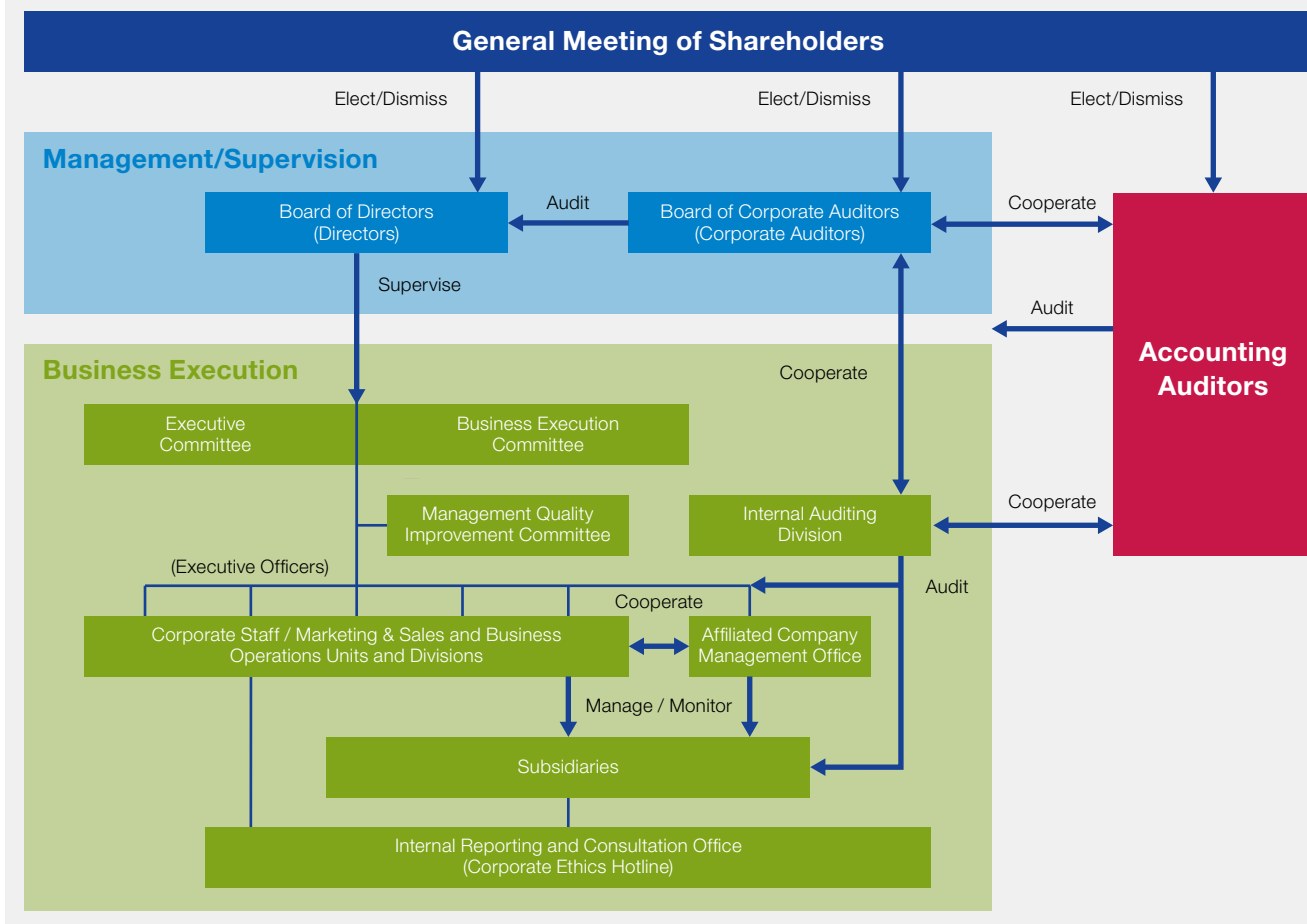 General Meeting of Shareholders
Elect/Dismiss
Elect/Dismiss
Elect/Dismiss
Management/Supervision
Board of Directors
(Directors)
Audit
Board of Corporate Auditors
(Corporate Auditors)
Cooperate
Supervise
Audit
Accounting
Auditors
Business Execution
Cooperate
Executive
Committee
Business Execution
Committee
Management Quality
Improvement Committee
Internal Auditing
Division
Cooperate
(Executive Officers)
Audit
Cooperate
Corporate Staff / Marketing & Sales and Business
Operations Units and Divisions
Affiliated Company
Management Office
Manage / Monitor
Subsidiaries
Internal Reporting and Consultation Office
(Corporate Ethics Hotline)